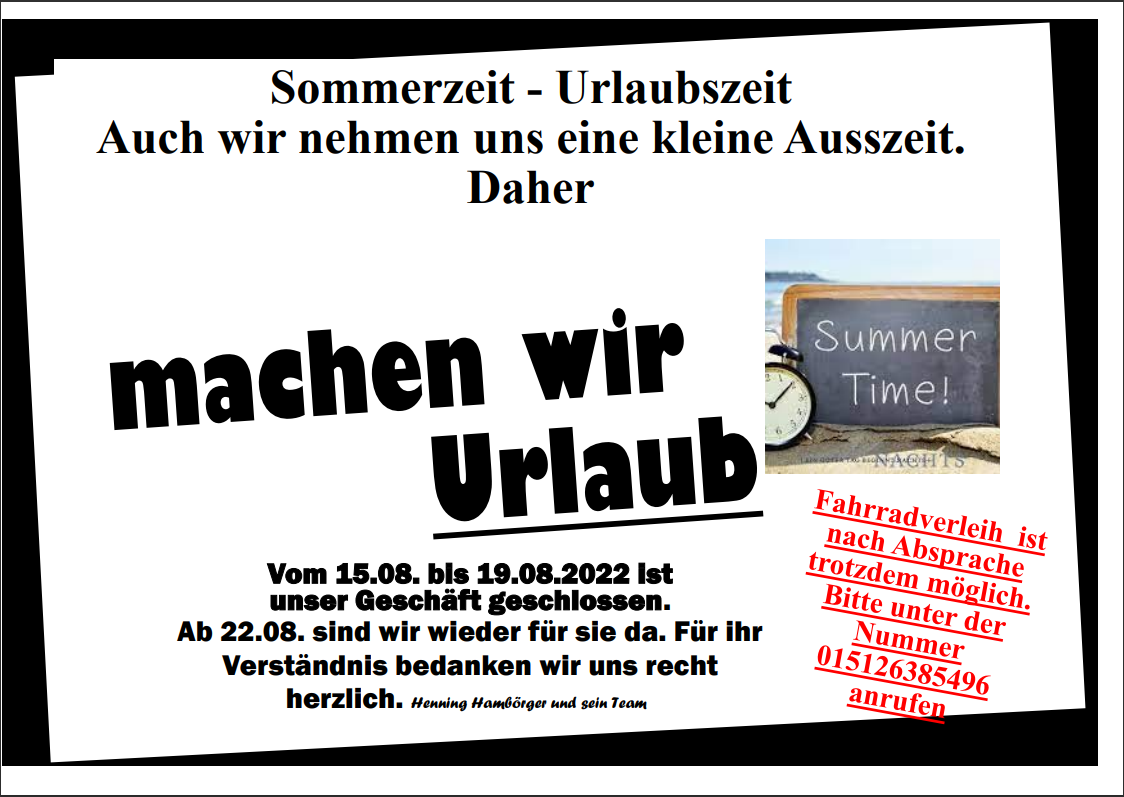 Sommerzeit - Urlaubszeit
Auch wir nehmen uns eine kleine Ausszeit.
Daher
machen wir
Urlaub
Summer
Time!
NACHTS
Vom 15.08. bis 19.08.2022 ist
unser Geschäft geschlossen.
Ab 22.08. sind wir wieder für sie da. Für ihr
Verständnis bedanken wir uns recht
herzlich. Henning Hambörger und sein Team
Fahrradverleih ist
nach Absprache
trotzdem möglich.
Bitte unter der
Nummer
015126385496
anrufen